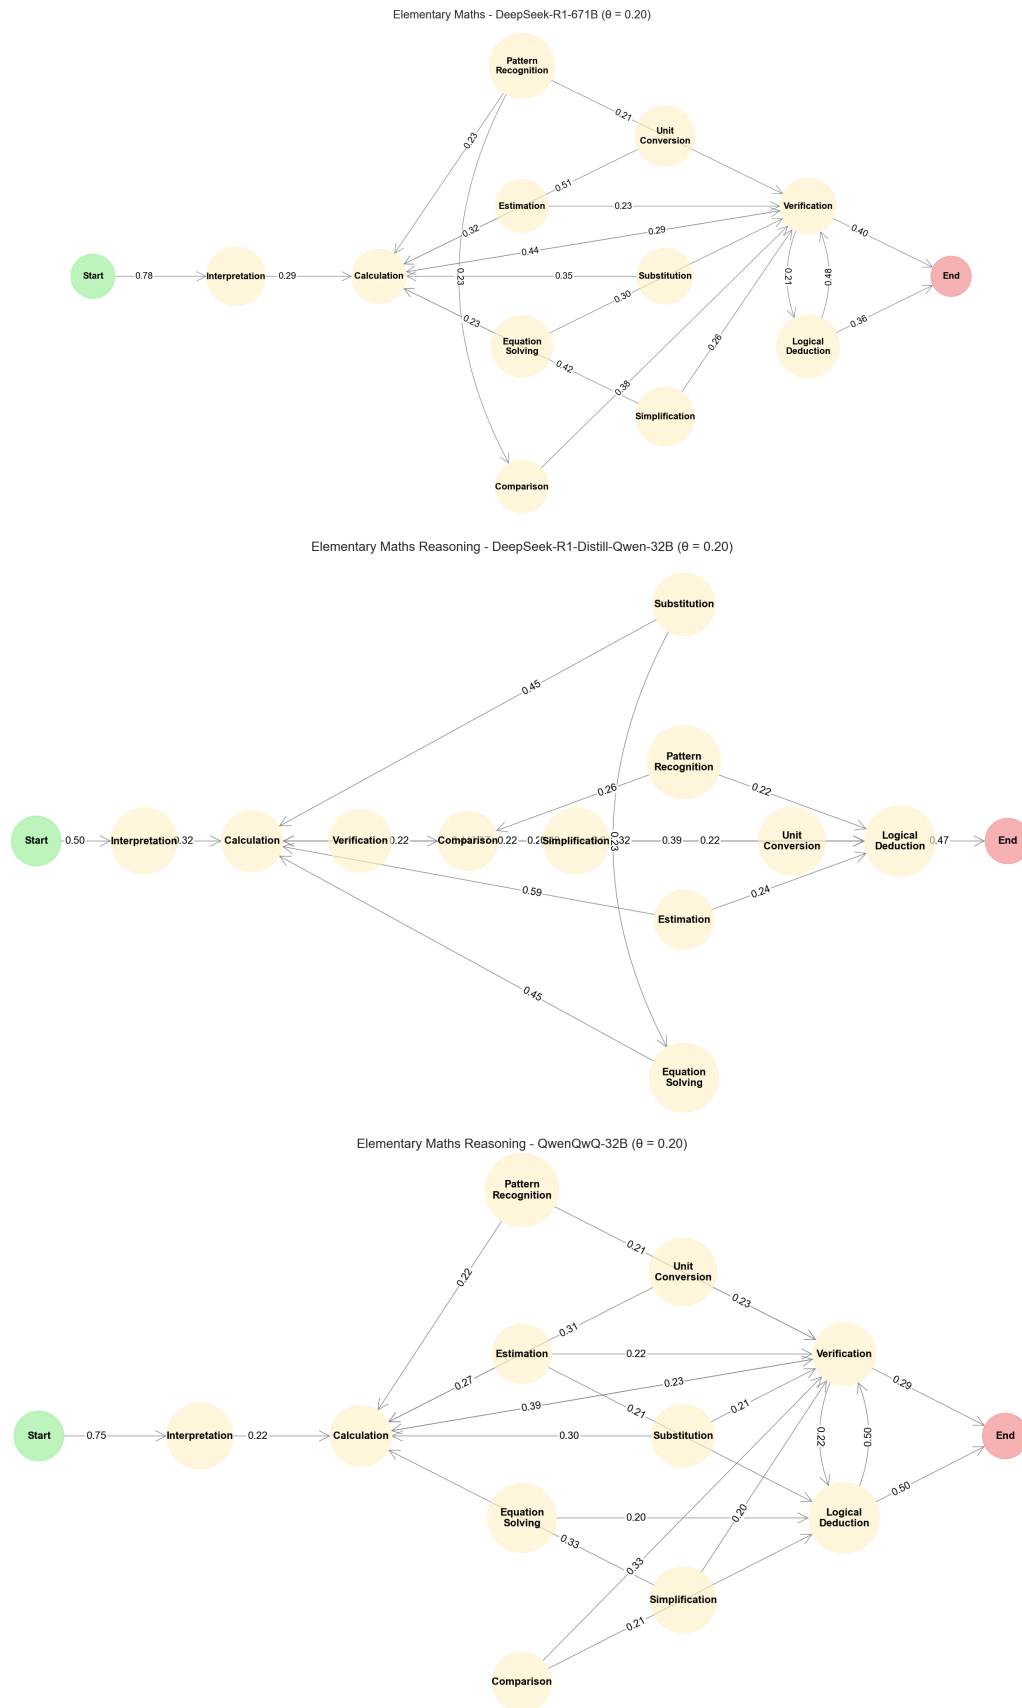 Elementary Maths - DeepSeek-R1-671B (θ = 0.20)
Pattern
Recognition
0.21
0.23
Unit
Conversion
0.51
Estimation
0.23
Verification
0.32
0.29
0.40
0.44
Start
0.78
Interpretation
0.29
Calculation
0.23
0.35
Substitution
0.21
0.48
End
0.30
0.23
0.36
Equation
Solving
Logical
Deduction
0.26
0.42
0.38
Simplification
Comparison
Elementary Maths Reasoning - DeepSeek-R1-Distill-Qwen-32B (θ = 0.20)
Substitution
0.45
Pattern
Recognition
0.26
0.22
Start
0.50
Interpretation
0.32
Calculation
Verification
0.22
Comparison
0.22
Simplification
0.32
0.23
0.39
0.22
Unit
Conversion
Logical
Deduction
0.47
End
0.59
0.24
Estimation
0.45
Equation
Solving
Elementary Maths Reasoning - QwenQwQ-32B (θ = 0.20)
Pattern
Recognition
0.21
0.22
Unit
Conversion
0.23
0.31
Estimation
0.22
Verification
0.27
0.23
0.29
0.39
0.21
0.21
Start
0.75
Interpretation
0.22
Calculation
0.30
Substitution
0.22
0.50
End
0.50
Equation
Solving
0.20
0.20
Logical
Deduction
0.33
0.33
Simplification
0.21
Comparison